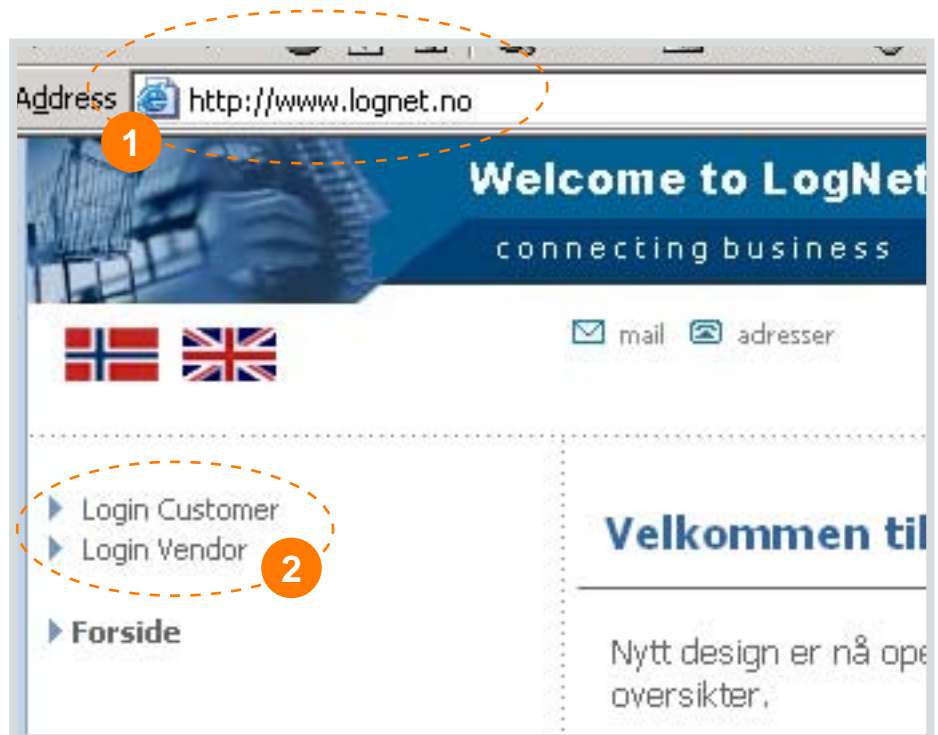 Address http://www.lognet.no
1
Welcome to LogNet
connecting business
mail adresser
Login Customer
Login Vendor
2
Forside
Velkommen til
Nytt design er nå ope
oversikter.